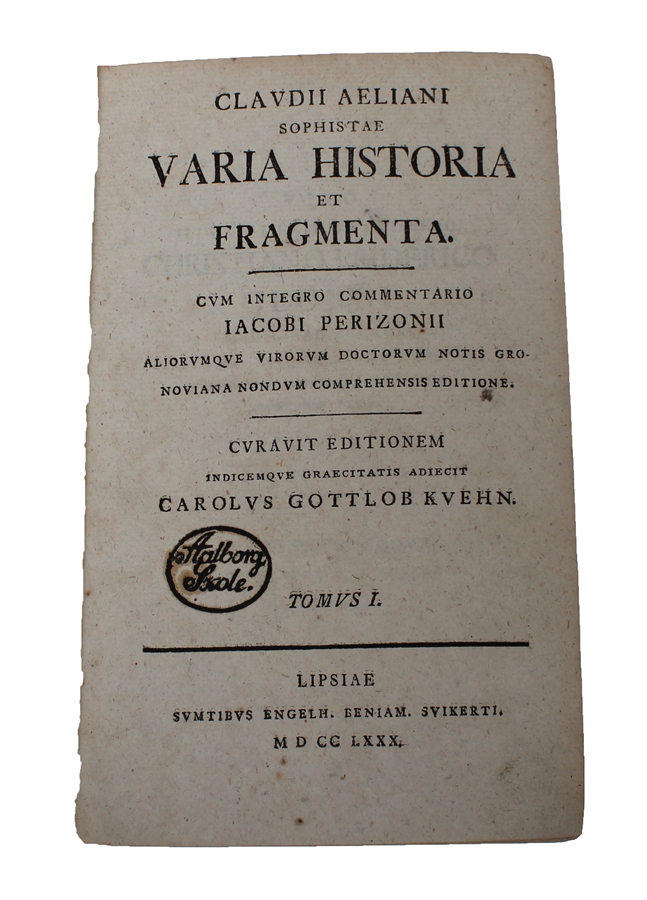 CLAVDII AELIANI
SOPHISTAE
VARIA HISTORIA
ET
FRAGMENTA.
CVM INTEGRO COMMENTARIO
IACOBI PERIZONII
ALIORVMQVE VIRORVM DOCTORVM NOTIS GRO-
NOVIANA NONDVM COMPREHENSIS EDITIONE.
CVRAVIT EDITIONEM
INDICEMQVE GRAECITATIS ADIECIT
CAROLVS GOTTLOB KVEHN.
Aalborg
Skole.
TOMVS I.
LIPSIAE
SVMTIBVS ENGELH. BENIAM. SVIKERTI.
M D CC LXXX.